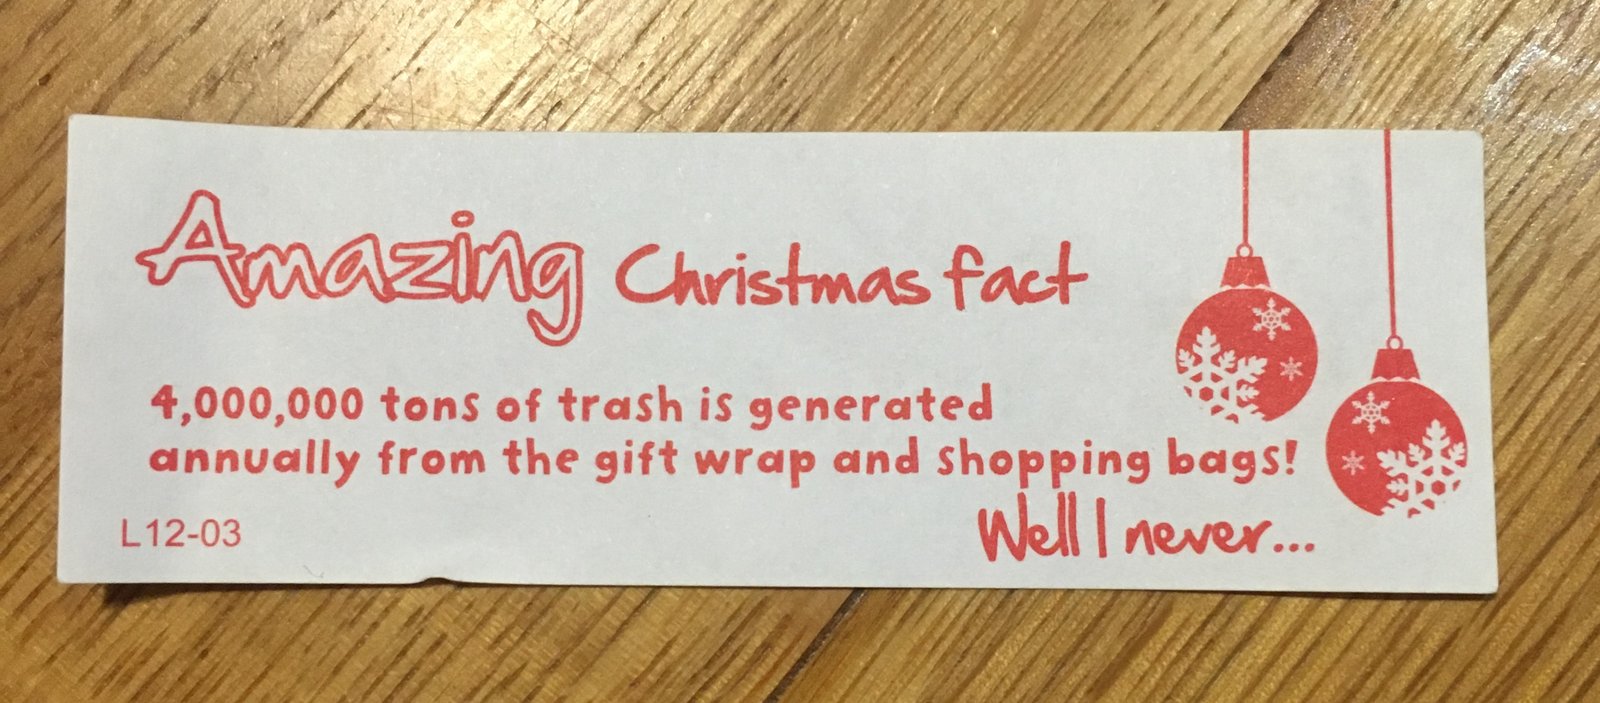 Amazing Christmas fact
4,000,000 tons of trash is generated
annually from the gift wrap and shopping bags!
Well I never...
L12-03